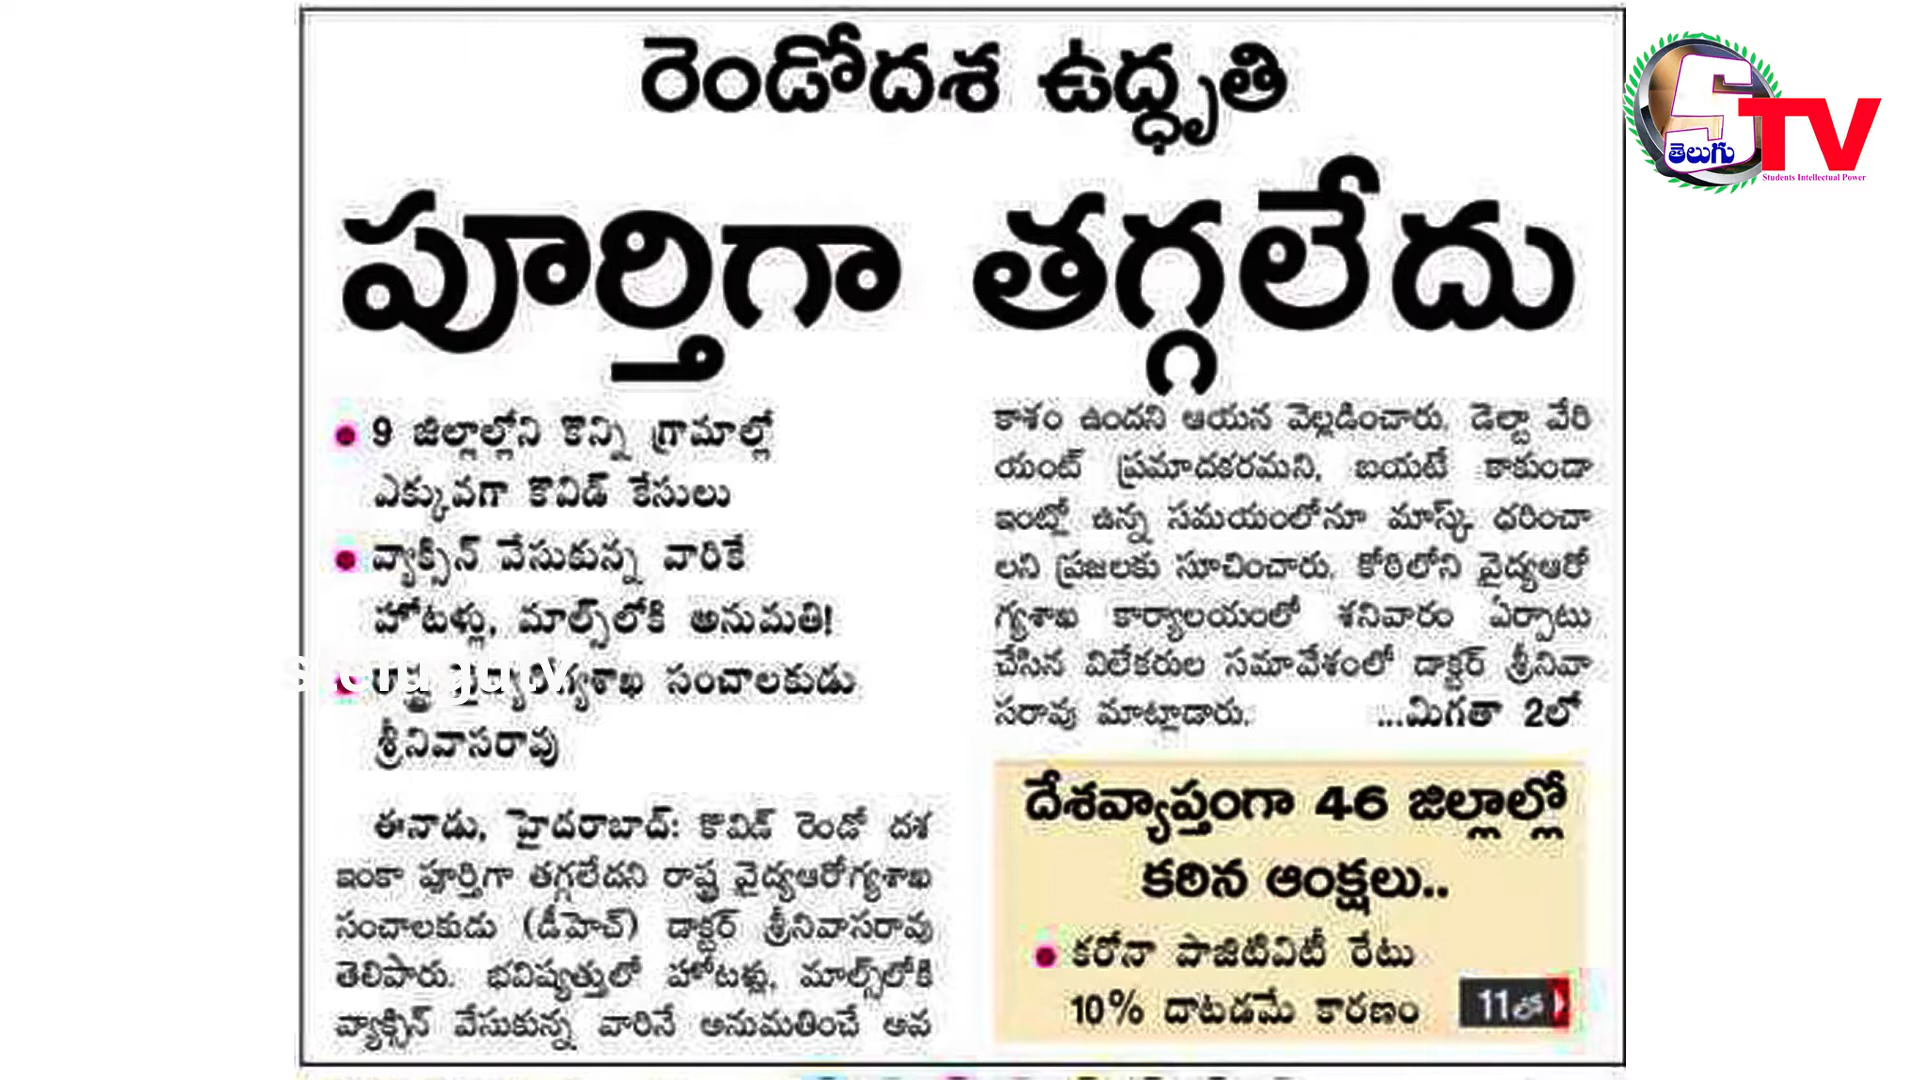 రెండోదశ ఉద్ధృతి
పూర్తిగా తగ్గలేదు
9 జిల్లాల్లోని కొన్ని గ్రామాల్లో
ఎక్కువగా కొవిడ్ కేసులు
వ్యాక్సిన్ వేసుకున్న వారికే
హోటళ్లు, మాల్స్‌లోకి అనుమతి!
సంచాలకుడు
శ్రీనివాసరావు
ఈనాడు, హైదరాబాద్: కొవిడ్ రెండో దశ
ఇంకా పూర్తిగా తగ్గలేదని రాష్ట్ర వైద్యఆరోగ్యశాఖ
సంచాలకుడు (డీహెచ్) డాక్టర్ శ్రీనివాసరావు
తెలిపారు. భవిష్యత్తులో హోటళ్లు, మాల్స్‌లోకి
వ్యాక్సిన్ వేసుకున్న వారినే అనుమతించే అవ
కాశం ఉందని ఆయన వెల్లడించారు. డెల్టా వేరి
యంట్ ప్రమాదకరమని, బయటే కాకుండా
ఇంట్లో ఉన్న సమయంలోనూ మాస్క్ ధరించా
లని ప్రజలకు సూచించారు. కోఠిలోని వైద్యఆరో
గ్యశాఖ కార్యాలయంలో శనివారం ఏర్పాటు
చేసిన విలేకరుల సమావేశంలో డాక్టర్ శ్రీనివా
సరావు మాట్లాడారు. ...మిగతా 2లో
దేశవ్యాప్తంగా 46 జిల్లాల్లో
కఠిన ఆంక్షలు..
కరోనా పాజిటివిటీ రేటు
10% దాటడమే కారణం
11లో
S TV
తెలుగు
Students Intellectual Power